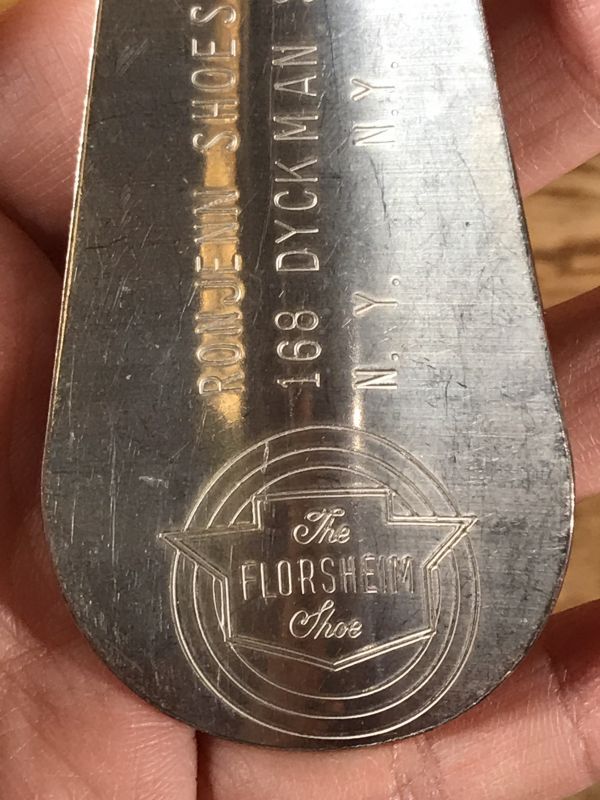 RONJENN SHOES
168 DYCKMAN
N. Y. N.Y.
The
FLORSHEIM
Shoe